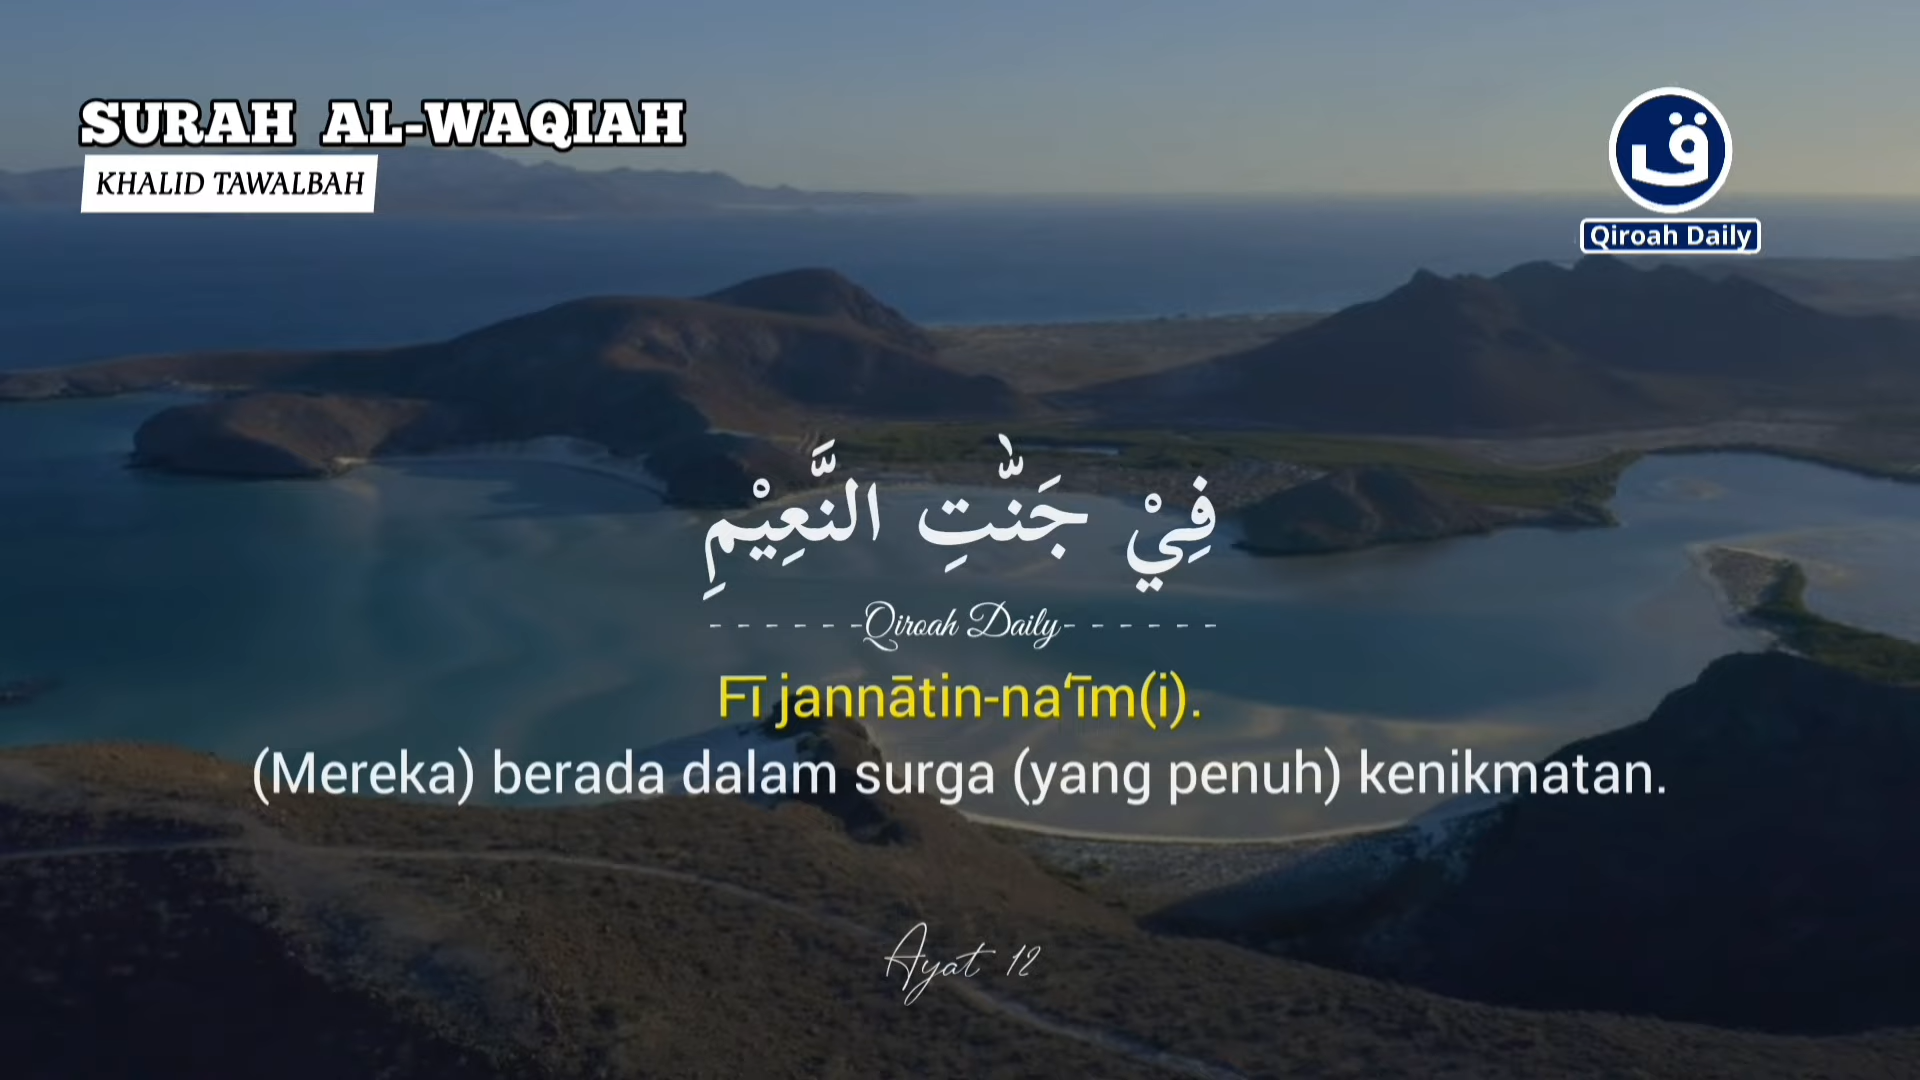 SURAH AL-WAQIAH
KHALID TAWALBAH
ق
Qiroah Daily
فِيْ جَنّٰتِ النَّعِيْمِ
------Qiroah Daily------
Fī jannātin-na‘īm(i).
(Mereka) berada dalam surga (yang penuh) kenikmatan.
Ayat 12